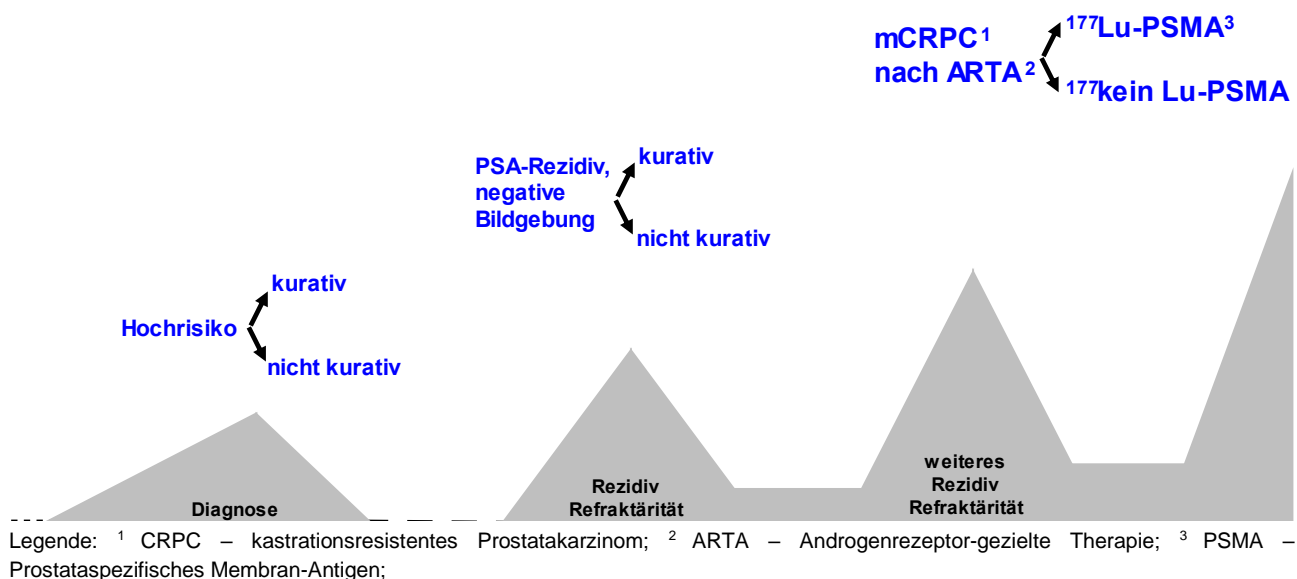 mCRPC¹
nach ARTA²
¹⁷⁷Lu-PSMA³
¹⁷⁷kein Lu-PSMA
PSA-Rezidiv,
negative
Bildgebung
kurativ
nicht kurativ
Hochrisiko
kurativ
nicht kurativ
Diagnose
Rezidiv
Refraktärität
weiteres
Rezidiv
Refraktärität
Legende: ¹ CRPC – kastrationsresistentes Prostatakarzinom; ² ARTA – Androgenrezeptor-gezielte Therapie; ³ PSMA –
Prostataspezifisches Membran-Antigen;